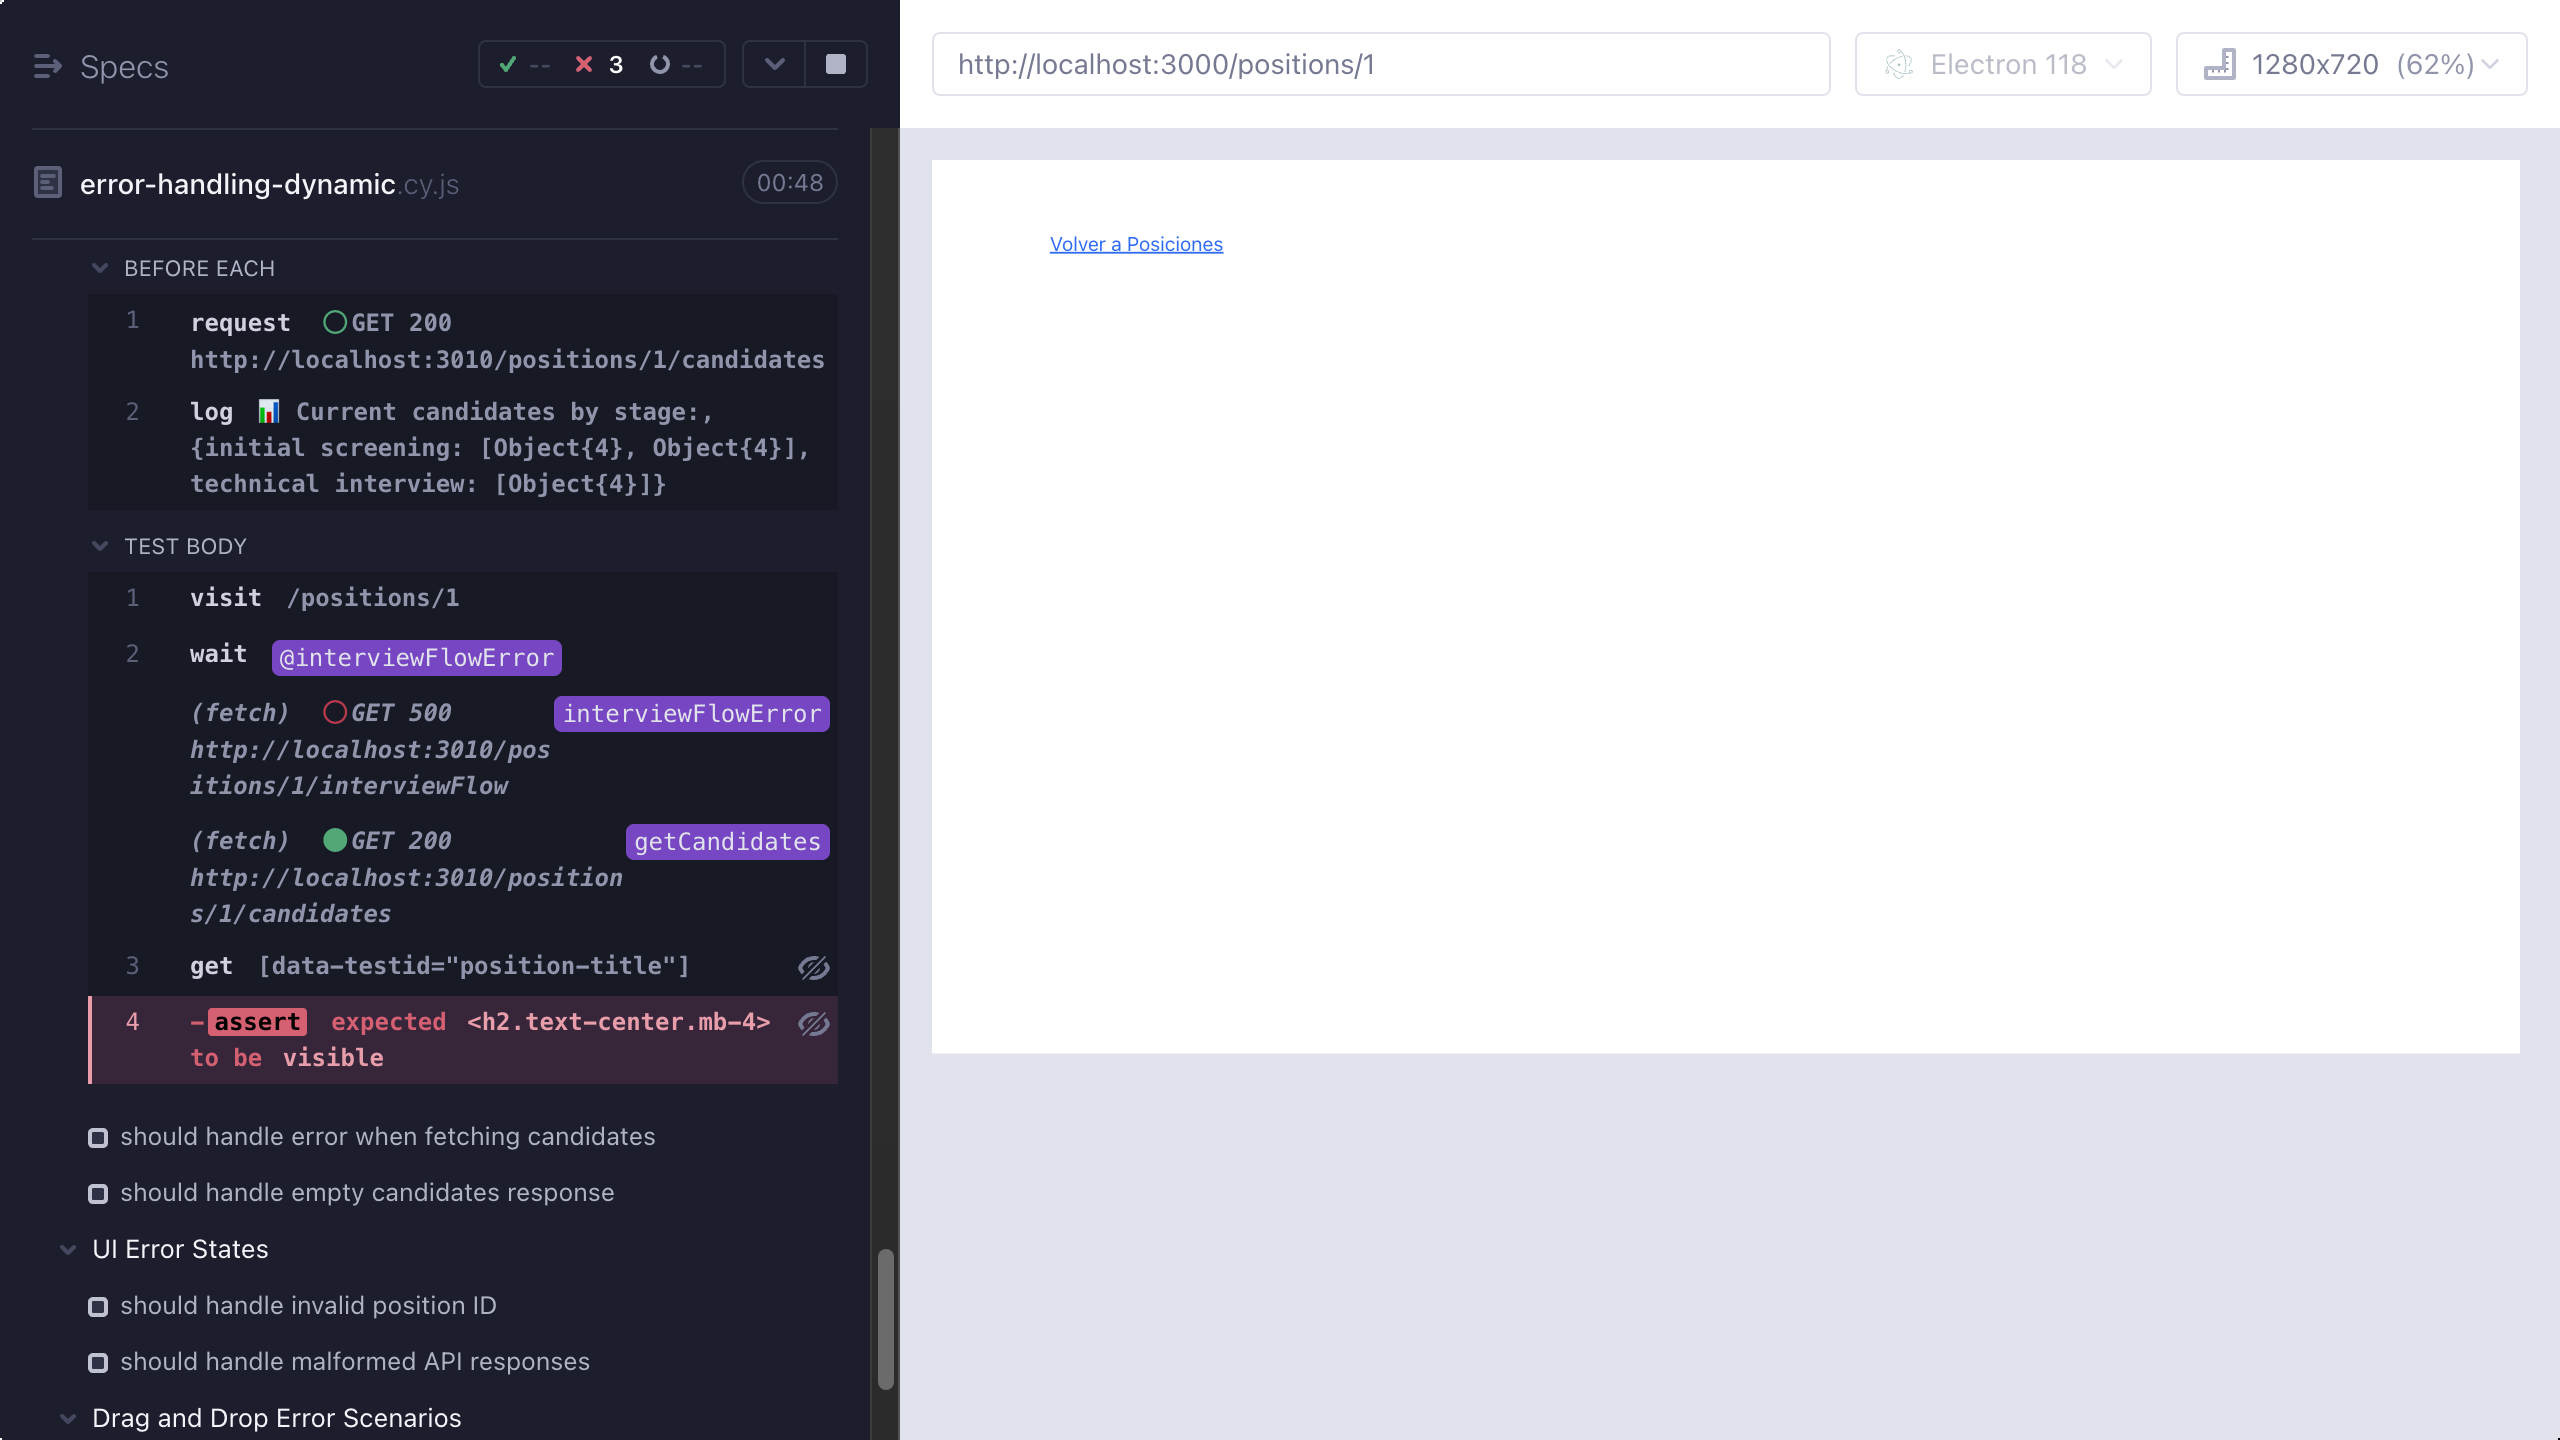 Specs
-- 3 --
http://localhost:3000/positions/1
Electron 118
1280x720 (62%)
error-handling-dynamic.cy.js
00:48
BEFORE EACH
1 request GET 200
http://localhost:3010/positions/1/candidates
2 log 📊 Current candidates by stage:,
{initial screening: [Object{4}, Object{4}],
technical interview: [Object{4}]}
TEST BODY
1 visit /positions/1
2 wait @interviewFlowError
(fetch) GET 500 interviewFlowError
http://localhost:3010/pos
itions/1/interviewFlow
(fetch) GET 200 getCandidates
http://localhost:3010/position
s/1/candidates
3 get [data-testid="position-title"]
4 -assert expected <h2.text-center.mb-4>
to be visible
should handle error when fetching candidates
should handle empty candidates response
UI Error States
should handle invalid position ID
should handle malformed API responses
Drag and Drop Error Scenarios
Volver a Posiciones